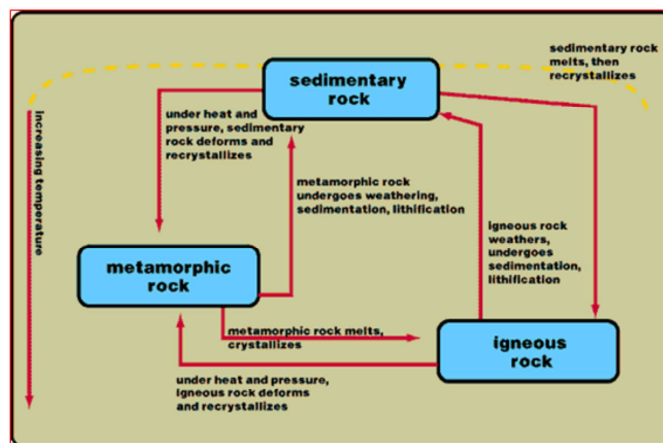 sedimentary rock
melts, then
recrystallizes
sedimentary
rock
under heat and
pressure, sedimentary
rock deforms and
recrystallizes
increasing temperature
metamorphic rock
undergoes weathering,
sedimentation, lithification
igneous rock
weathers,
undergoes
sedimentation,
lithification
metamorphic
rock
metamorphic rock melts,
crystallizes
igneous
rock
under heat and pressure,
igneous rock deforms
and recrystallizes